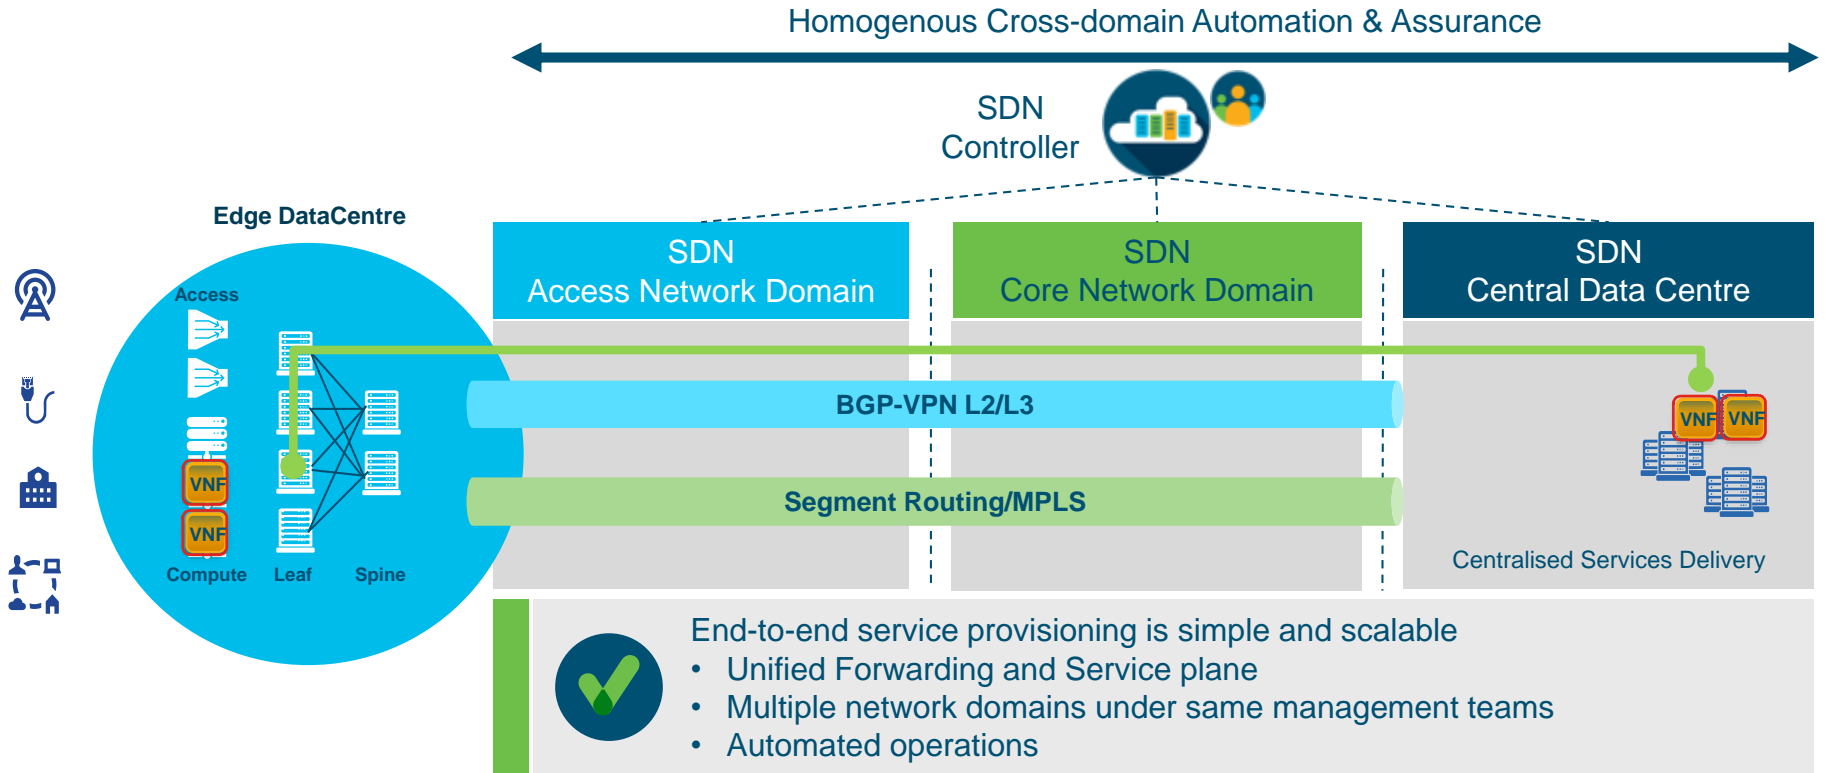 Homogenous Cross-domain Automation & Assurance
SDN
Controller
Edge DataCentre
SDN
Access Network Domain
SDN
Core Network Domain
SDN
Central Data Centre
Access
BGP-VPN L2/L3
VNF
VNF
VNF
Segment Routing/MPLS
VNF
Compute
Leaf
Spine
Centralised Services Delivery
End-to-end service provisioning is simple and scalable
• Unified Forwarding and Service plane
• Multiple network domains under same management teams
• Automated operations